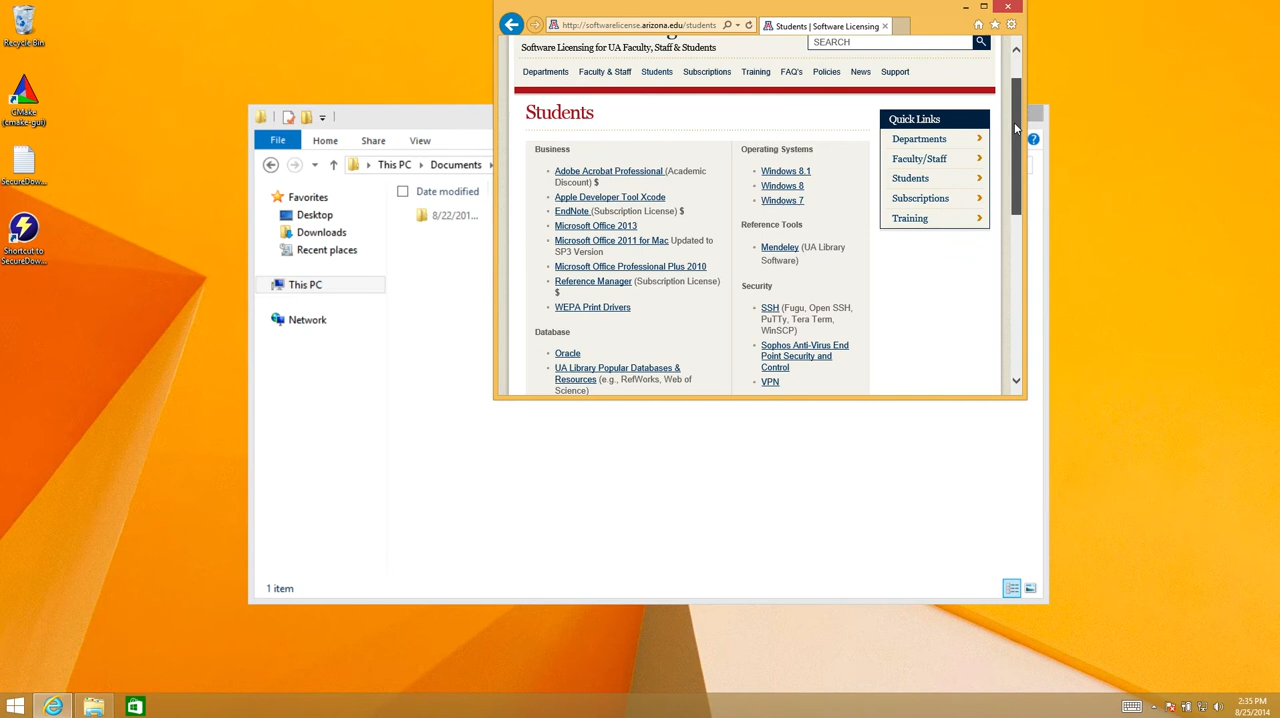 Recycle Bin
CMake
(cmake-gui)
SecureDow...
Shortcut to
SecureDow...
http://softwarelicense.arizona.edu/students
Students | Software Licensing
Software Licensing for UA Faculty, Staff & Students
SEARCH
Departments Faculty & Staff Students Subscriptions Training FAQ's Policies News Support
Students
Business
Adobe Acrobat Professional (Academic
Discount) $
Apple Developer Tool Xcode
EndNote (Subscription License) $
Microsoft Office 2013
Microsoft Office 2011 for Mac Updated to
SP3 Version
Microsoft Office Professional Plus 2010
Reference Manager (Subscription License)
$
WEPA Print Drivers
Database
Oracle
UA Library Popular Databases &
Resources (e.g., RefWorks, Web of
Science)
Operating Systems
Windows 8.1
Windows 8
Windows 7
Reference Tools
Mendeley (UA Library
Software)
Security
SSH (Fugu, Open SSH,
PuTTy, Tera Term,
WinSCP)
Sophos Anti-Virus End
Point Security and
Control
VPN
Quick Links
Departments
Faculty/Staff
Students
Subscriptions
Training
File Home Share View
This PC Documents
Favorites
Desktop
Downloads
Recent places
This PC
Network
Date modified
8/22/201...
1 item
2:35 PM
8/25/2014